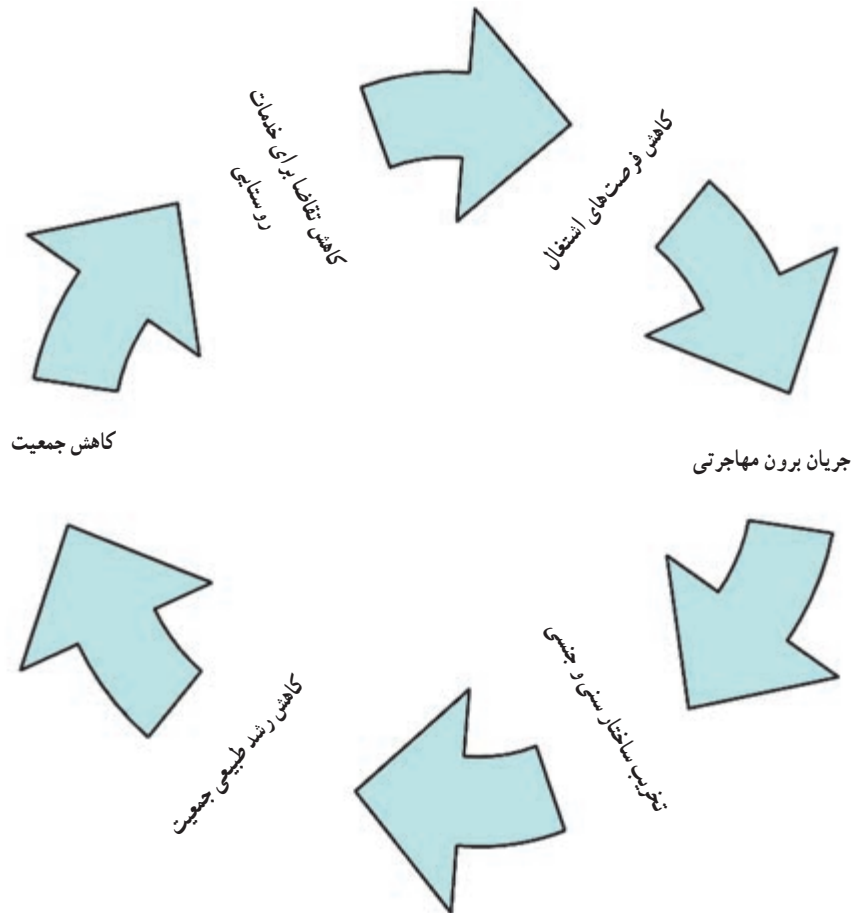 کاهش تقاضا برای خدمات
روستایی
کاهش فرصت‌های اشتغال
جریان برون مهاجرتی
تخریب ساختار سنی و جنسی
کاهش رشد طبیعی جمعیت
کاهش جمعیت